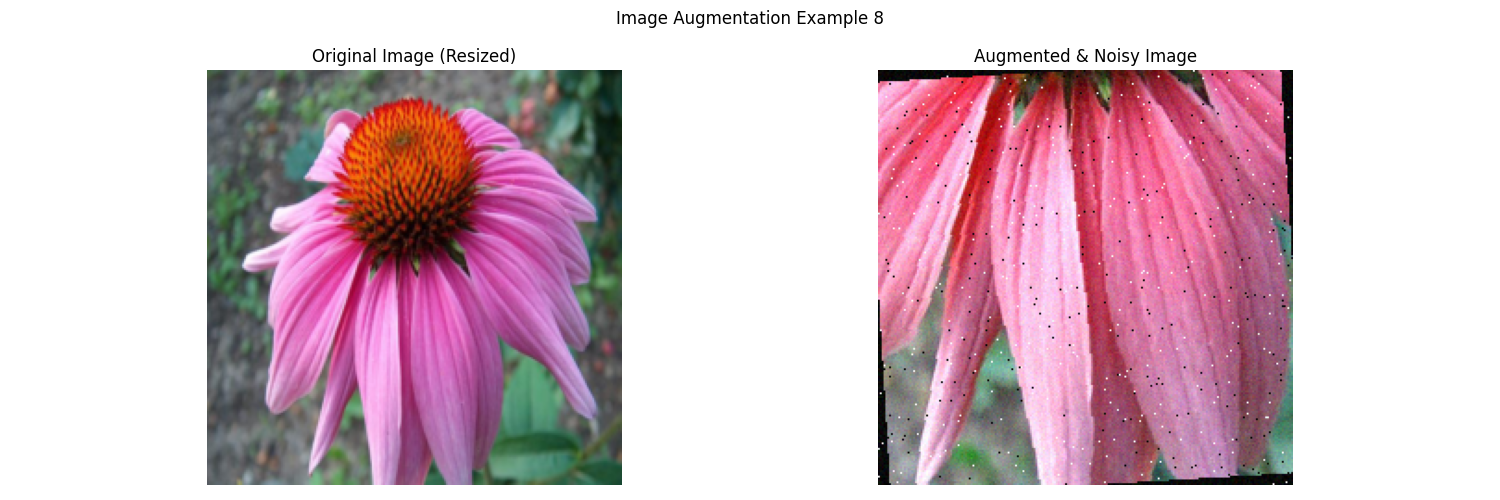 Image Augmentation Example 8
Original Image (Resized)
Augmented & Noisy Image